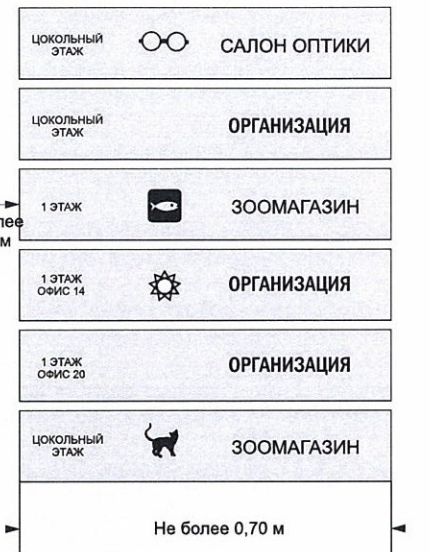 ЦОКОЛЬНЫЙ
ЭТАЖ
САЛОН ОПТИКИ
ЦОКОЛЬНЫЙ
ЭТАЖ
ОРГАНИЗАЦИЯ
1 ЭТАЖ
ЗООМАГАЗИН
лее
м
1 ЭТАЖ
ОФИС 14
ОРГАНИЗАЦИЯ
1 ЭТАЖ
ОФИС 20
ОРГАНИЗАЦИЯ
ЦОКОЛЬНЫЙ
ЭТАЖ
ЗООМАГАЗИН
Не более 0,70 м